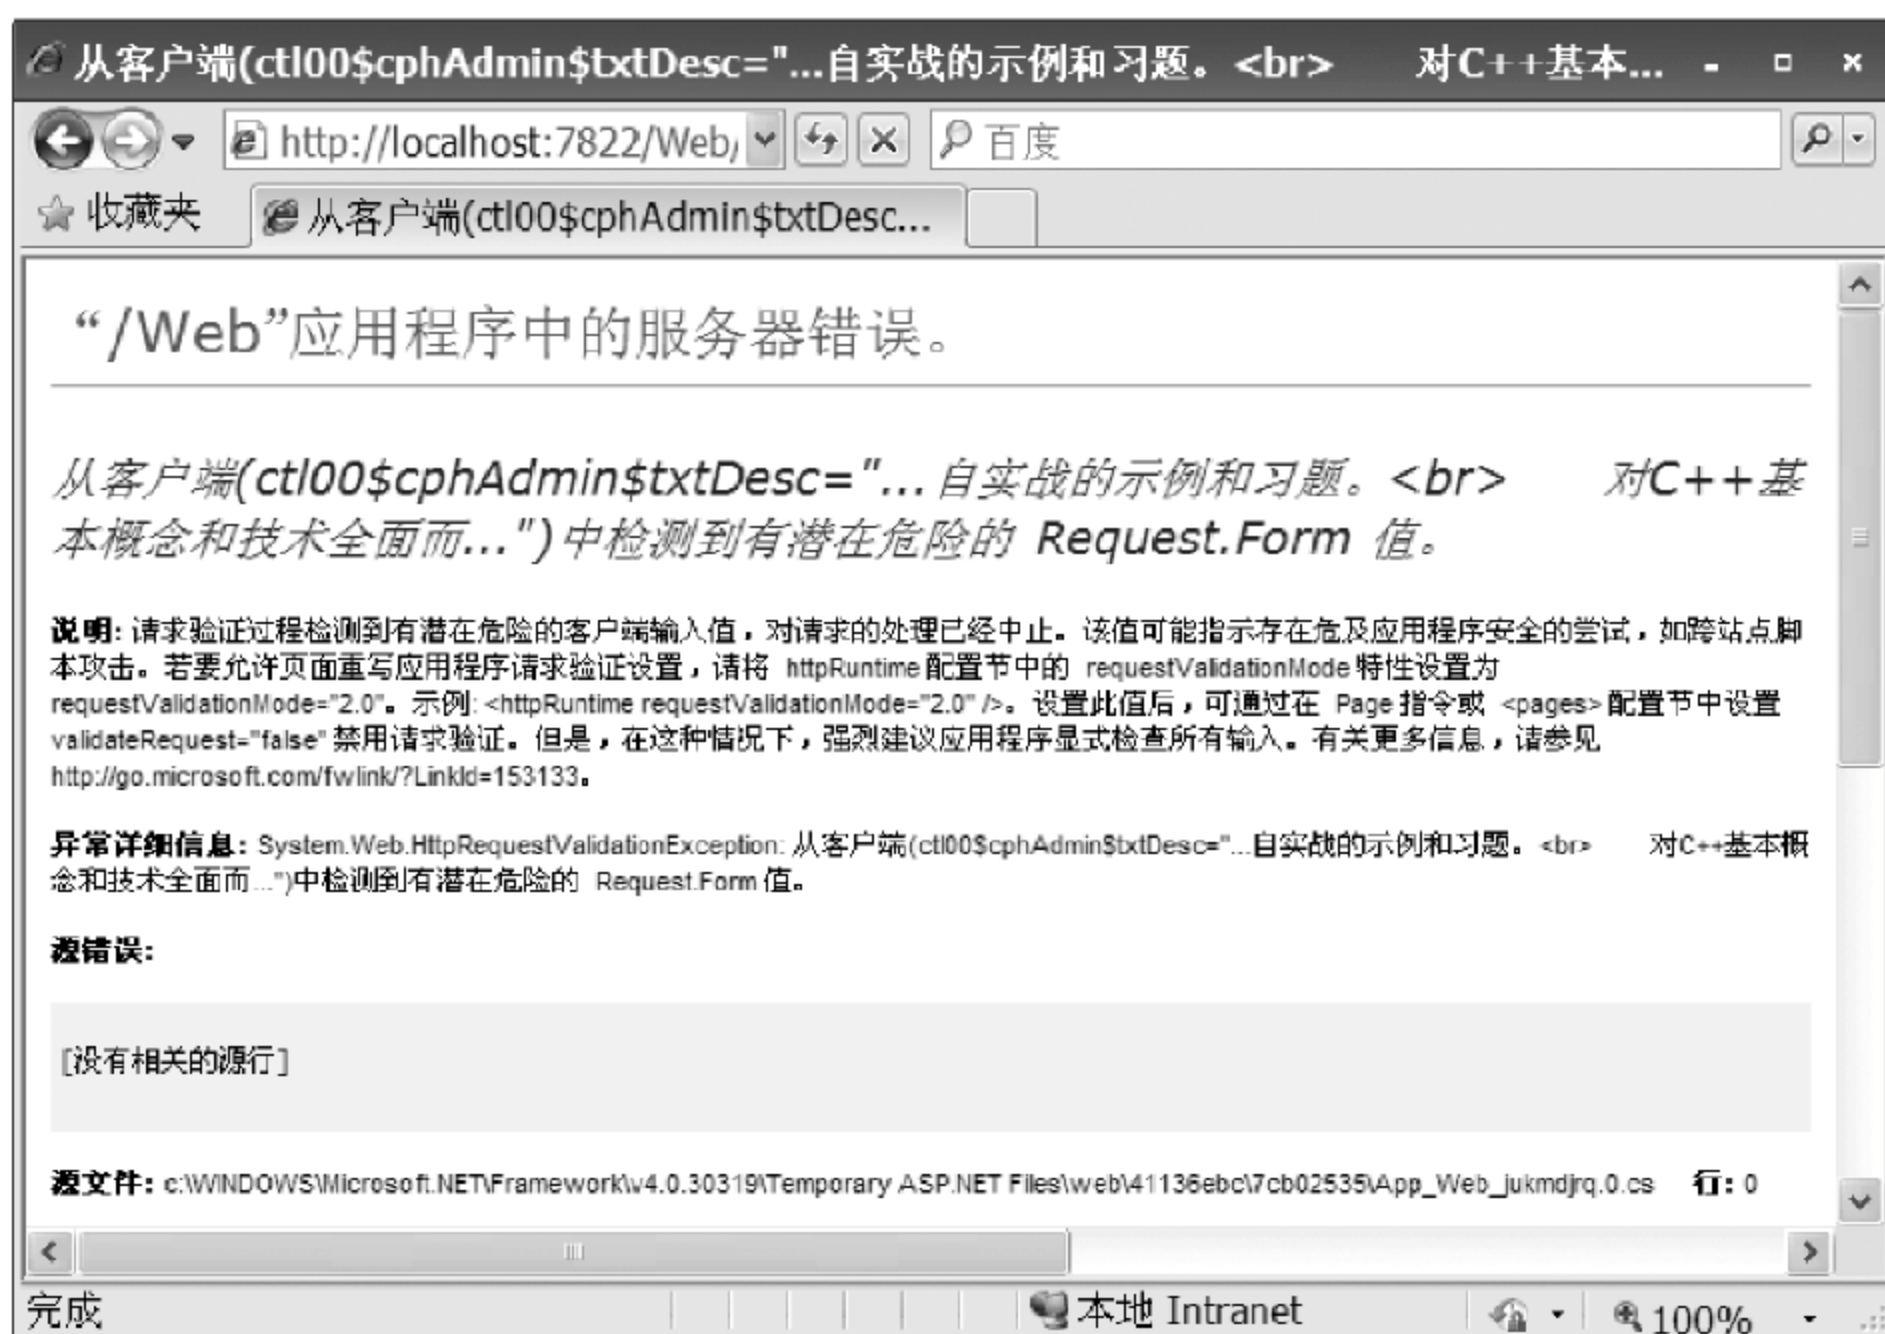 从客户端(ctl00$cphAdmin$txtDesc="...自实战的示例和习题。<br>　　对C++基本...
http://localhost:7822/Web/
百度
收藏夹
从客户端(ctl00$cphAdmin$txtDesc...
“/Web”应用程序中的服务器错误。
从客户端(ctl00$cphAdmin$txtDesc="...自实战的示例和习题。<br>　　对C++基
本概念和技术全面而...")中检测到有潜在危险的 Request.Form 值。
说明: 请求验证过程检测到有潜在危险的客户端输入值，对请求的处理已经中止。该值可能指示存在危及应用程序安全的尝试，如跨站点脚
本攻击。若要允许页面重写应用程序请求验证设置，请将 httpRuntime 配置节中的 requestValidationMode 特性设置为
requestValidationMode="2.0"。示例: <httpRuntime requestValidationMode="2.0" />。设置此值后，可通过在 Page 指令或 <pages> 配置节中设置
validateRequest="false" 禁用请求验证。但是，在这种情况下，强烈建议应用程序显式检查所有输入。有关更多信息，请参见
http://go.microsoft.com/fwlink/?LinkId=153133。
异常详细信息: System.Web.HttpRequestValidationException: 从客户端(ctl00$cphAdmin$txtDesc="...自实战的示例和习题。<br>　　对C++基本概
念和技术全面而...")中检测到有潜在危险的 Request.Form 值。
源错误:
[没有相关的源行]
源文件: c:\WINDOWS\Microsoft.NET\Framework\v4.0.30319\Temporary ASP.NET Files\web\41136ebc\7cb02535\App_Web_jukmdjrq.0.cs 行: 0
完成
本地 Intranet
100%